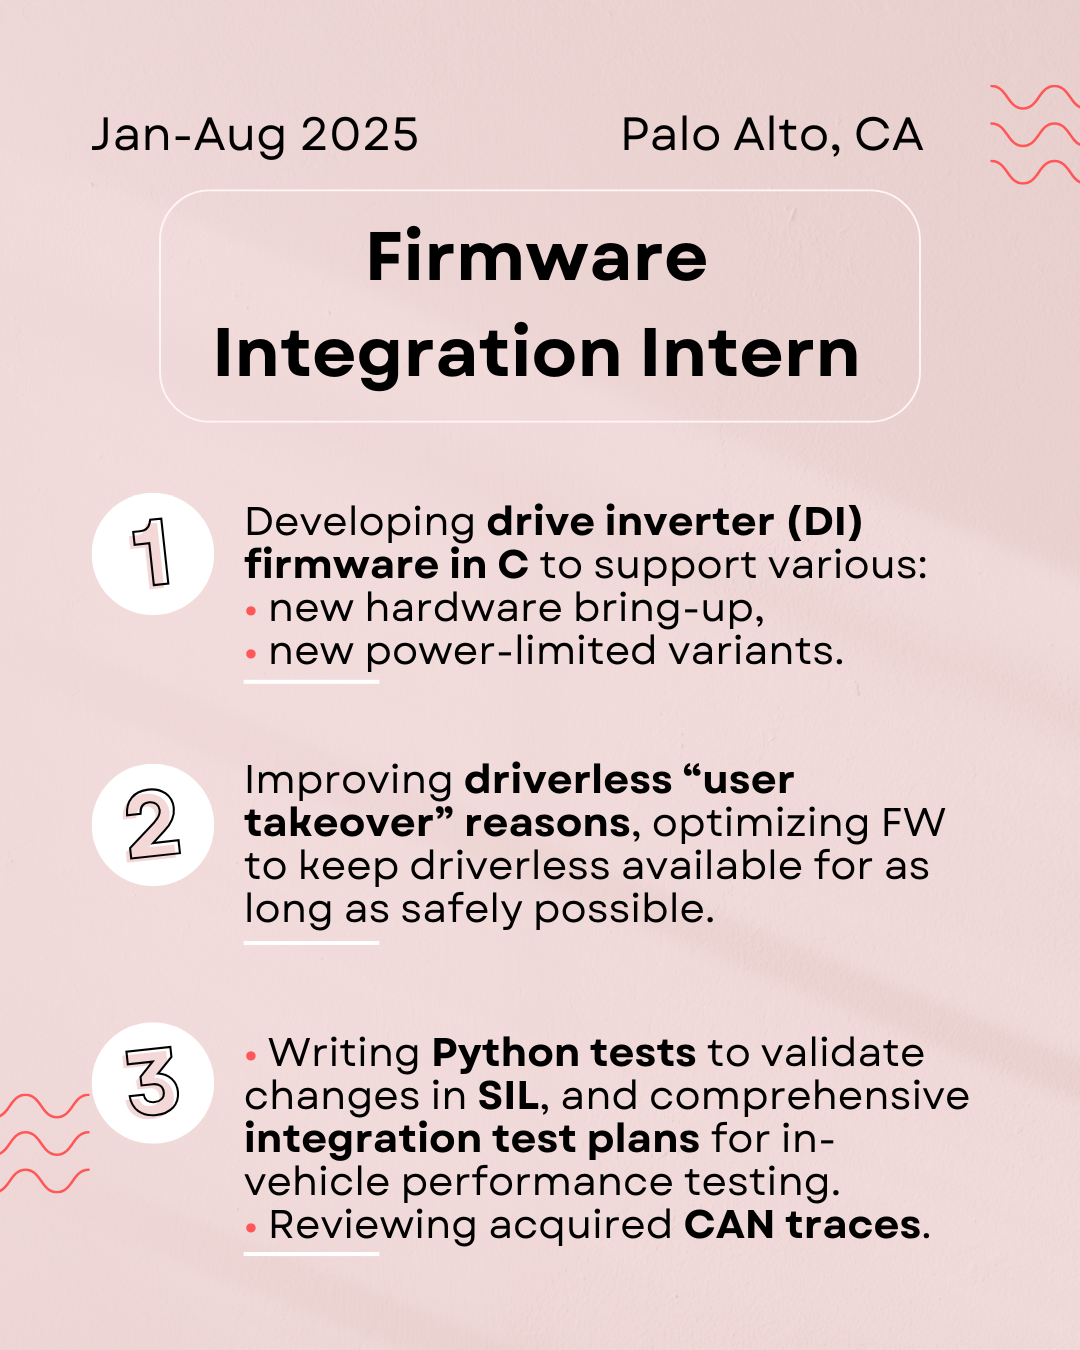 Jan-Aug 2025 Palo Alto, CA
Firmware
Integration Intern
1
Developing drive inverter (DI)
firmware in C to support various:
• new hardware bring-up,
• new power-limited variants.
2
Improving driverless “user
takeover” reasons, optimizing FW
to keep driverless available for as
long as safely possible.
3
• Writing Python tests to validate
changes in SIL, and comprehensive
integration test plans for in-
vehicle performance testing.
• Reviewing acquired CAN traces.